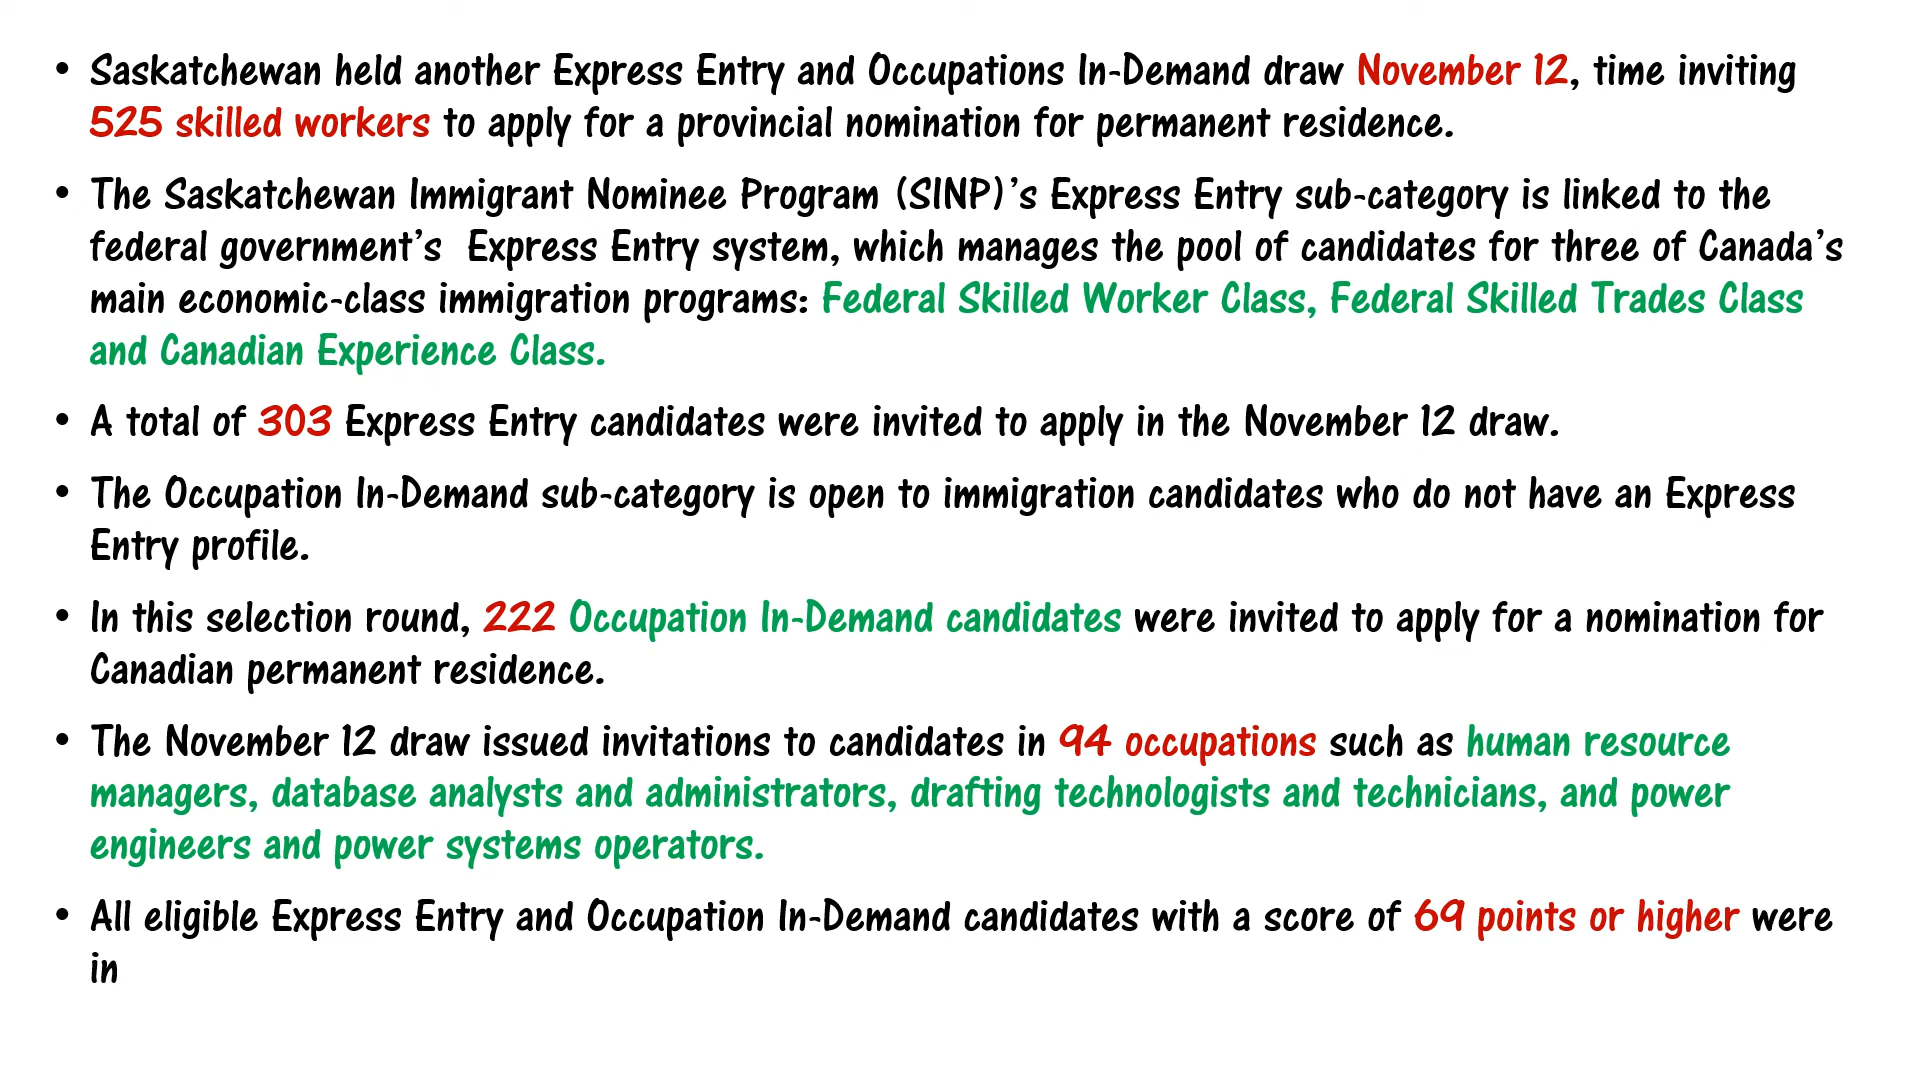 • Saskatchewan held another Express Entry and Occupations In-Demand draw November 12, time inviting
525 skilled workers to apply for a provincial nomination for permanent residence.
• The Saskatchewan Immigrant Nominee Program (SINP)’s Express Entry sub-category is linked to the
federal government’s  Express Entry system, which manages the pool of candidates for three of Canada’s
main economic-class immigration programs: Federal Skilled Worker Class, Federal Skilled Trades Class
and Canadian Experience Class.
• A total of 303 Express Entry candidates were invited to apply in the November 12 draw.
• The Occupation In-Demand sub-category is open to immigration candidates who do not have an Express
Entry profile.
• In this selection round, 222 Occupation In-Demand candidates were invited to apply for a nomination for
Canadian permanent residence.
• The November 12 draw issued invitations to candidates in 94 occupations such as human resource
managers, database analysts and administrators, drafting technologists and technicians, and power
engineers and power systems operators.
• All eligible Express Entry and Occupation In-Demand candidates with a score of 69 points or higher were
in